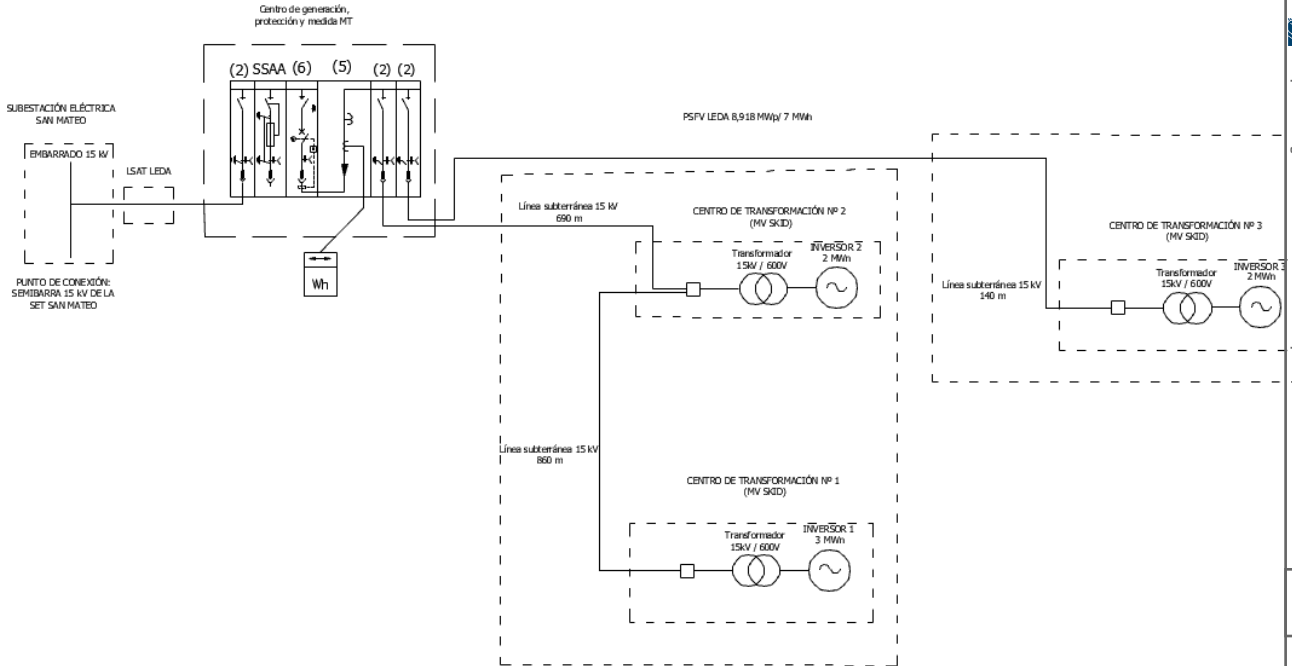 Centro de generación,
protección y medida MT
(2) SSAA (6) (5) (2) (2)
SUBESTACIÓN ELÉCTRICA
SAN MATEO
EMBARRADO 15 kV
LSAT LEDA
PUNTO DE CONEXIÓN:
SEMIBARRA 15 kV DE LA
SET SAN MATEO
Wh
PSFV LEDA 8,918 MWp/ 7 MWn
Línea subterránea 15 kV
690 m
CENTRO DE TRANSFORMACIÓN Nº 2
(MV SKID)
Transformador
15kV / 600V
INVERSOR 2
2 MWn
CENTRO DE TRANSFORMACIÓN Nº 3
(MV SKID)
Línea subterránea 15 kV
140 m
Transformador
15kV / 600V
INVERSOR 3
2 MWn
Línea subterránea 15 kV
860 m
CENTRO DE TRANSFORMACIÓN Nº 1
(MV SKID)
Transformador
15kV / 600V
INVERSOR 1
3 MWn